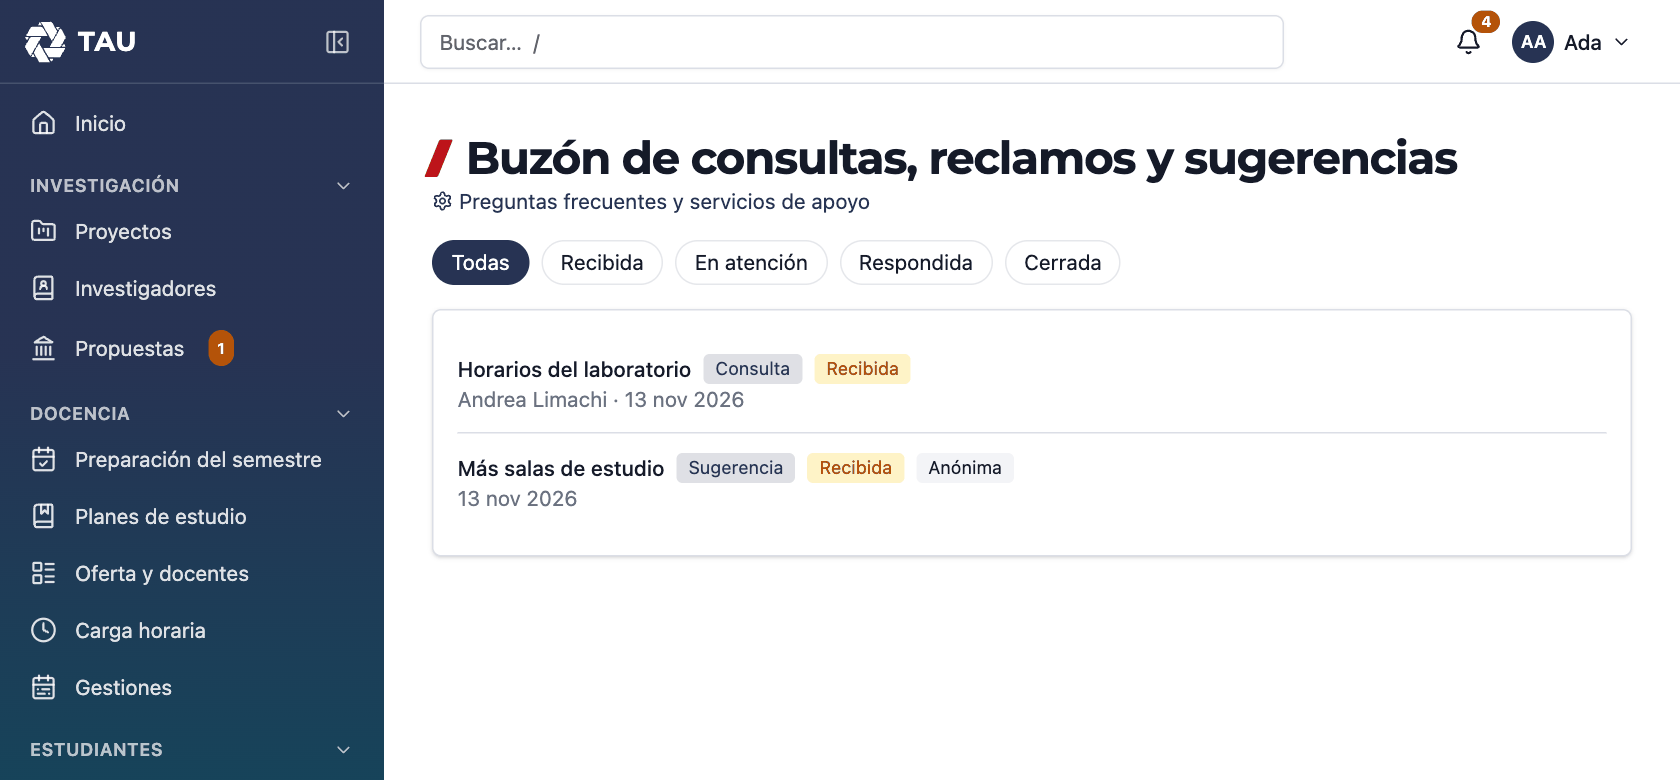 TAU
Buscar... /
4
AA
Ada
Inicio
INVESTIGACIÓN
Proyectos
Investigadores
Propuestas
1
DOCENCIA
Preparación del semestre
Planes de estudio
Oferta y docentes
Carga horaria
Gestiones
ESTUDIANTES
Buzón de consultas, reclamos y sugerencias
Preguntas frecuentes y servicios de apoyo
Todas
Recibida
En atención
Respondida
Cerrada
Horarios del laboratorio Consulta Recibida
Andrea Limachi · 13 nov 2026
Más salas de estudio Sugerencia Recibida Anónima
13 nov 2026